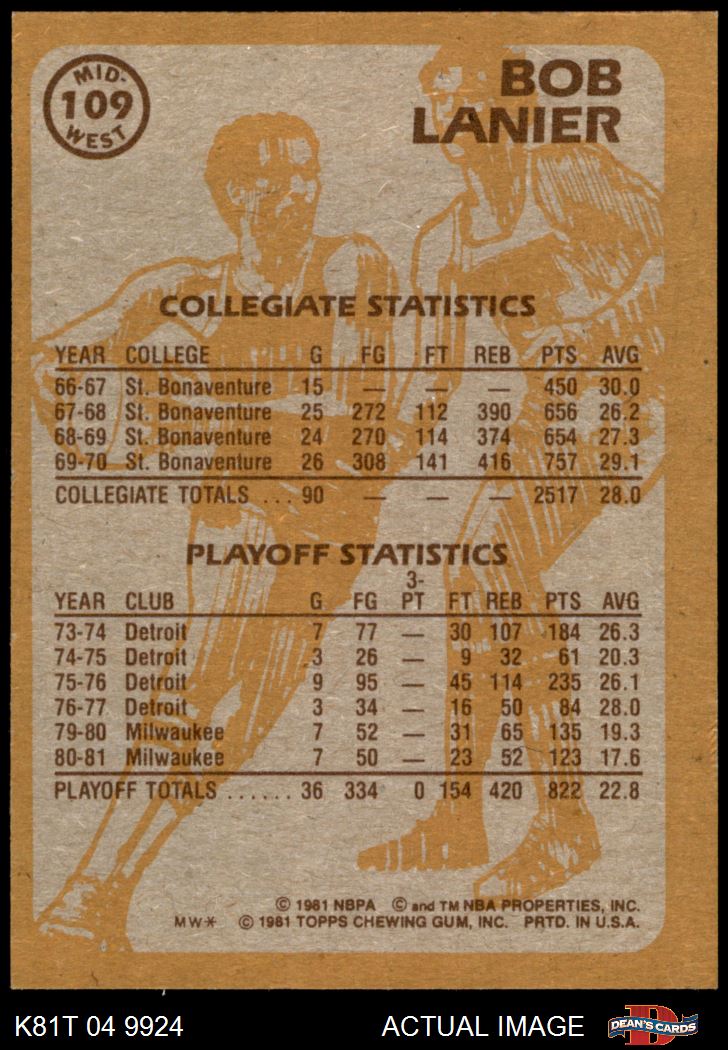 MID-
109
WEST
BOB
LANIER
COLLEGIATE STATISTICS
YEAR COLLEGE G FG FT REB PTS AVG
66-67 St. Bonaventure 15 — — — 450 30.0
67-68 St. Bonaventure 25 272 112 390 656 26.2
68-69 St. Bonaventure 24 270 114 374 654 27.3
69-70 St. Bonaventure 26 308 141 416 757 29.1
COLLEGIATE TOTALS ... 90 — — — 2517 28.0
PLAYOFF STATISTICS
YEAR CLUB G FG 3-PT FT REB PTS AVG
73-74 Detroit 7 77 — 30 107 184 26.3
74-75 Detroit 3 26 — 9 32 61 20.3
75-76 Detroit 9 95 — 45 114 235 26.1
76-77 Detroit 3 34 — 16 50 84 28.0
79-80 Milwaukee 7 52 — 31 65 135 19.3
80-81 Milwaukee 7 50 — 23 52 123 17.6
PLAYOFF TOTALS ...... 36 334 0 154 420 822 22.8
© 1981 NBPA © and TM NBA PROPERTIES, INC.
MW* © 1981 TOPPS CHEWING GUM, INC. PRTD. IN U.S.A.
K81T 04 9924 ACTUAL IMAGE D DEAN'S CARDS